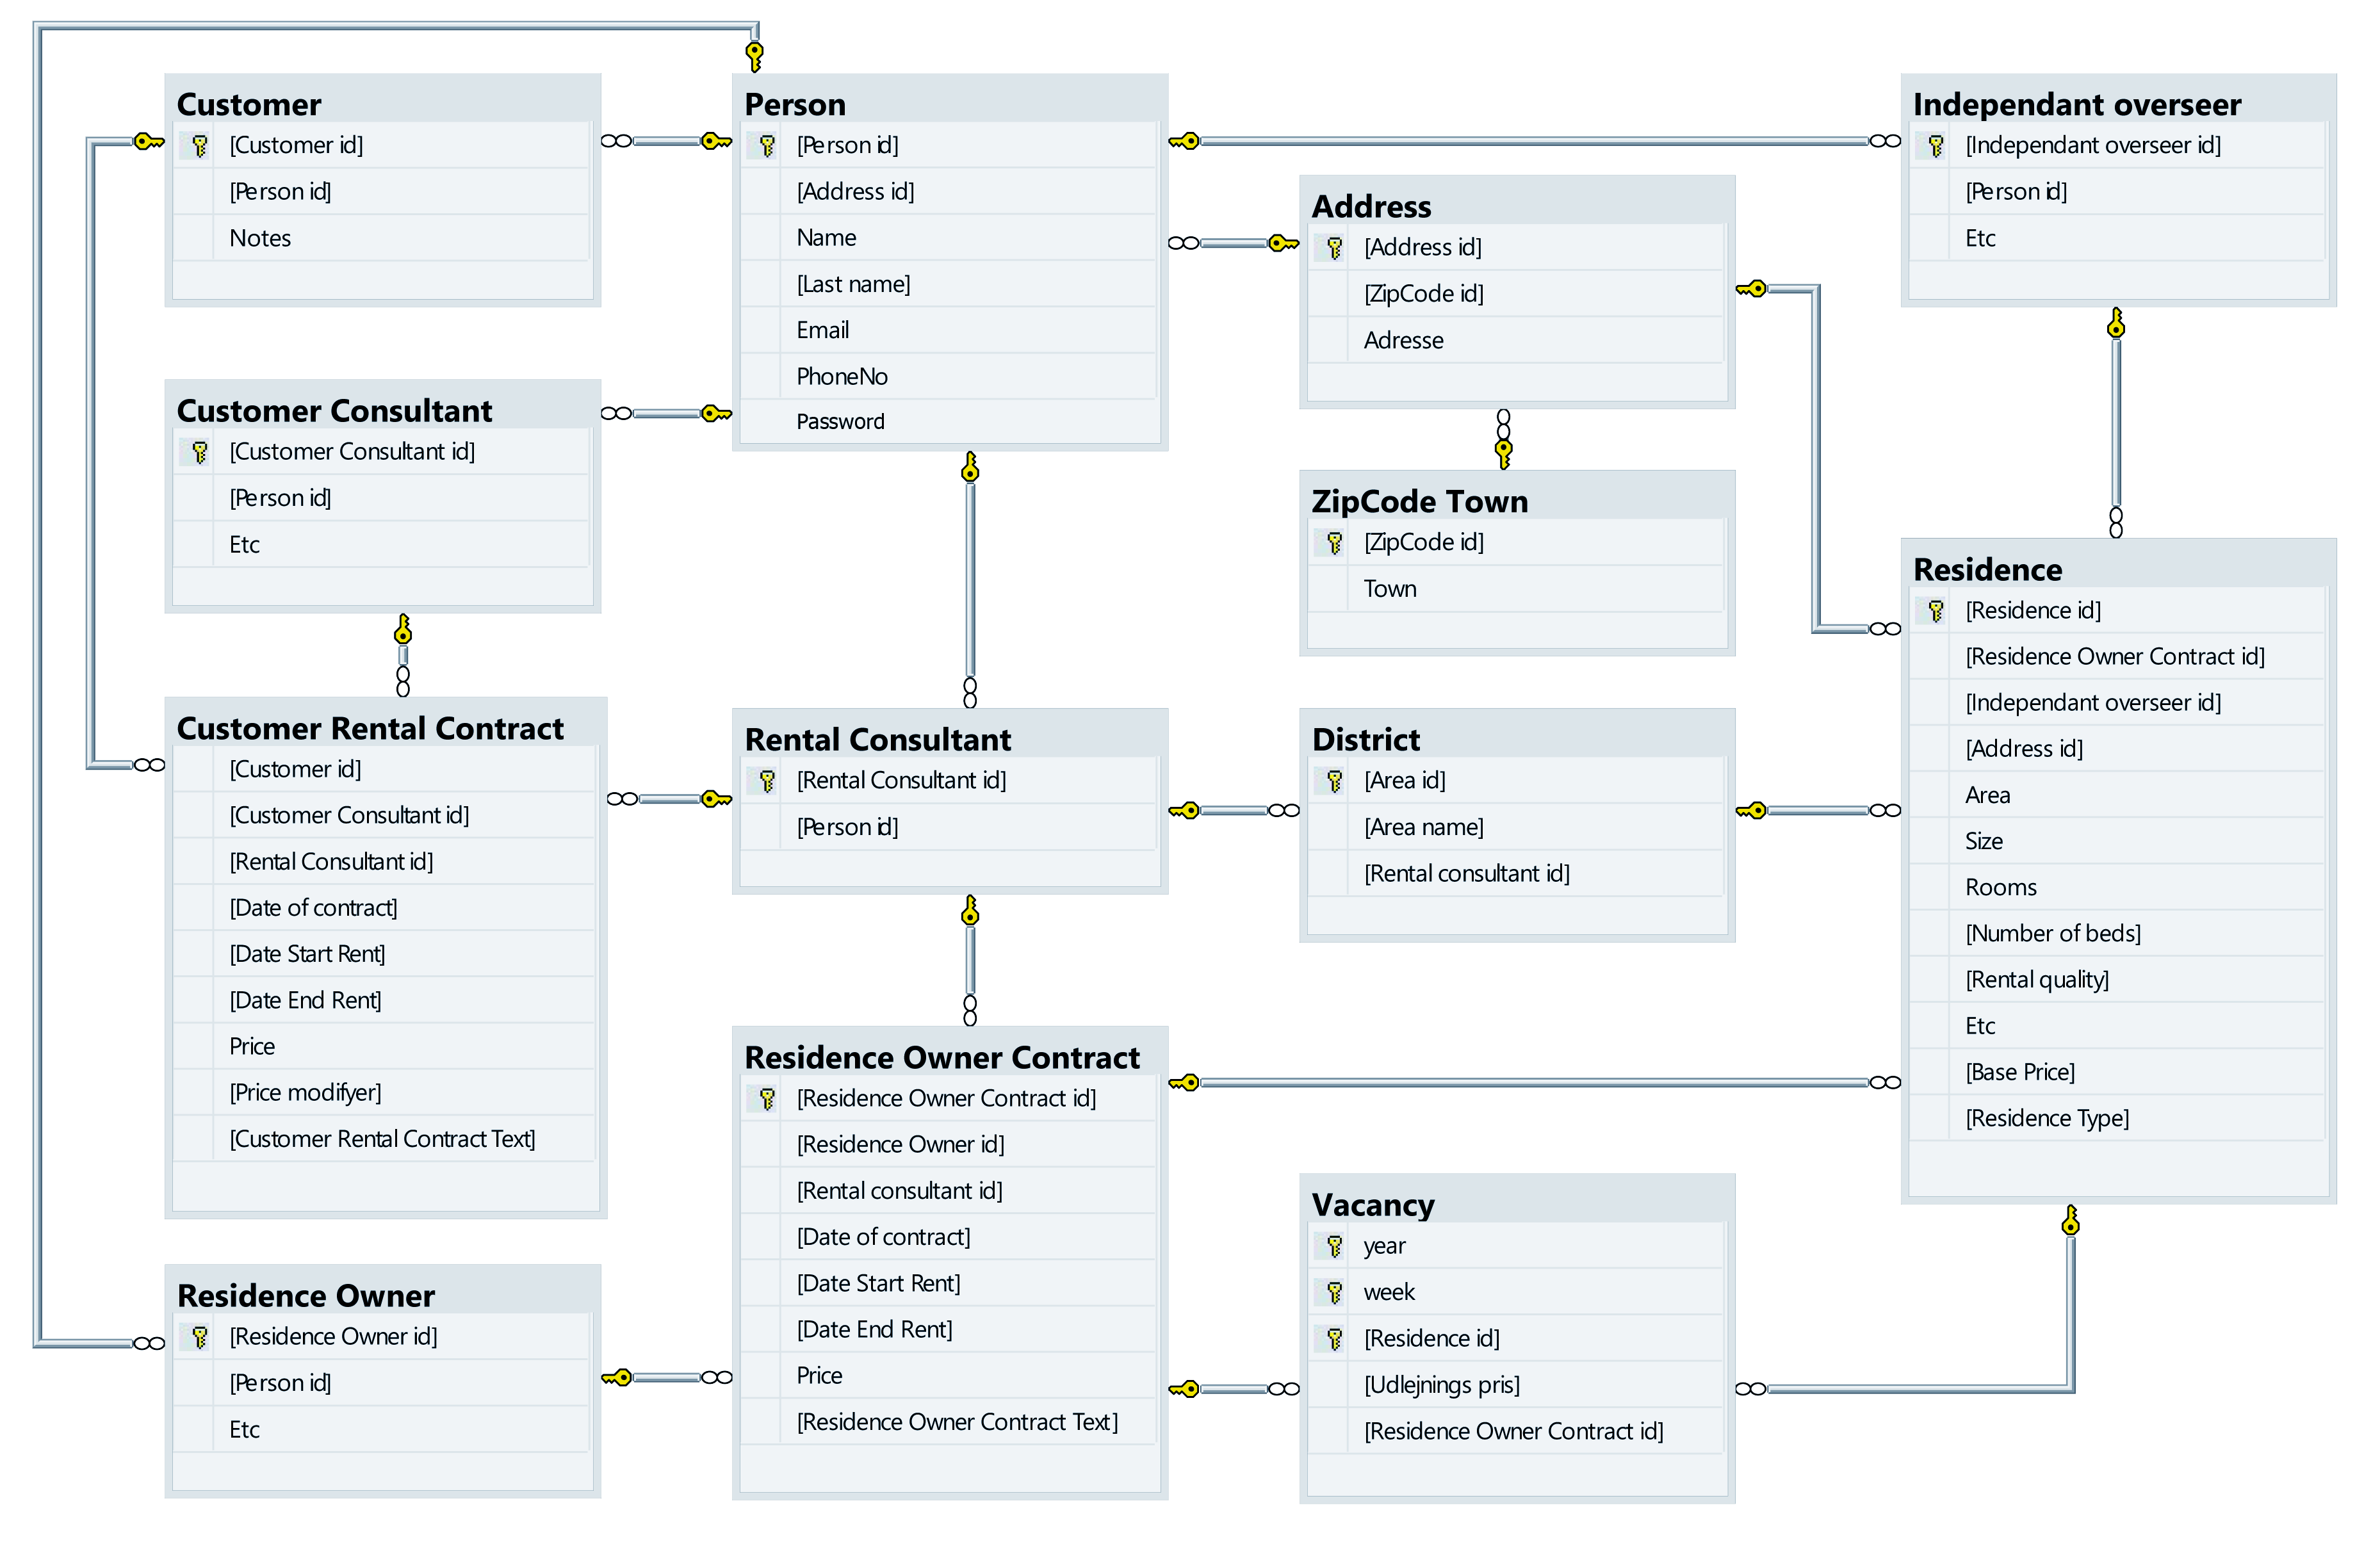 Customer
[Customer id]
[Person id]
Notes
Person
[Person id]
[Address id]
Name
[Last name]
Email
PhoneNo
Password
Independant overseer
[Independant overseer id]
[Person id]
Etc
Address
[Address id]
[ZipCode id]
Adresse
Customer Consultant
[Customer Consultant id]
[Person id]
Etc
ZipCode Town
[ZipCode id]
Town
Residence
[Residence id]
[Residence Owner Contract id]
[Independant overseer id]
[Address id]
Area
Size
Rooms
[Number of beds]
[Rental quality]
Etc
[Base Price]
[Residence Type]
Customer Rental Contract
[Customer id]
[Customer Consultant id]
[Rental Consultant id]
[Date of contract]
[Date Start Rent]
[Date End Rent]
Price
[Price modifyer]
[Customer Rental Contract Text]
Rental Consultant
[Rental Consultant id]
[Person id]
District
[Area id]
[Area name]
[Rental consultant id]
Residence Owner Contract
[Residence Owner Contract id]
[Residence Owner id]
[Rental consultant id]
[Date of contract]
[Date Start Rent]
[Date End Rent]
Price
[Residence Owner Contract Text]
Vacancy
year
week
[Residence id]
[Udlejnings pris]
[Residence Owner Contract id]
Residence Owner
[Residence Owner id]
[Person id]
Etc